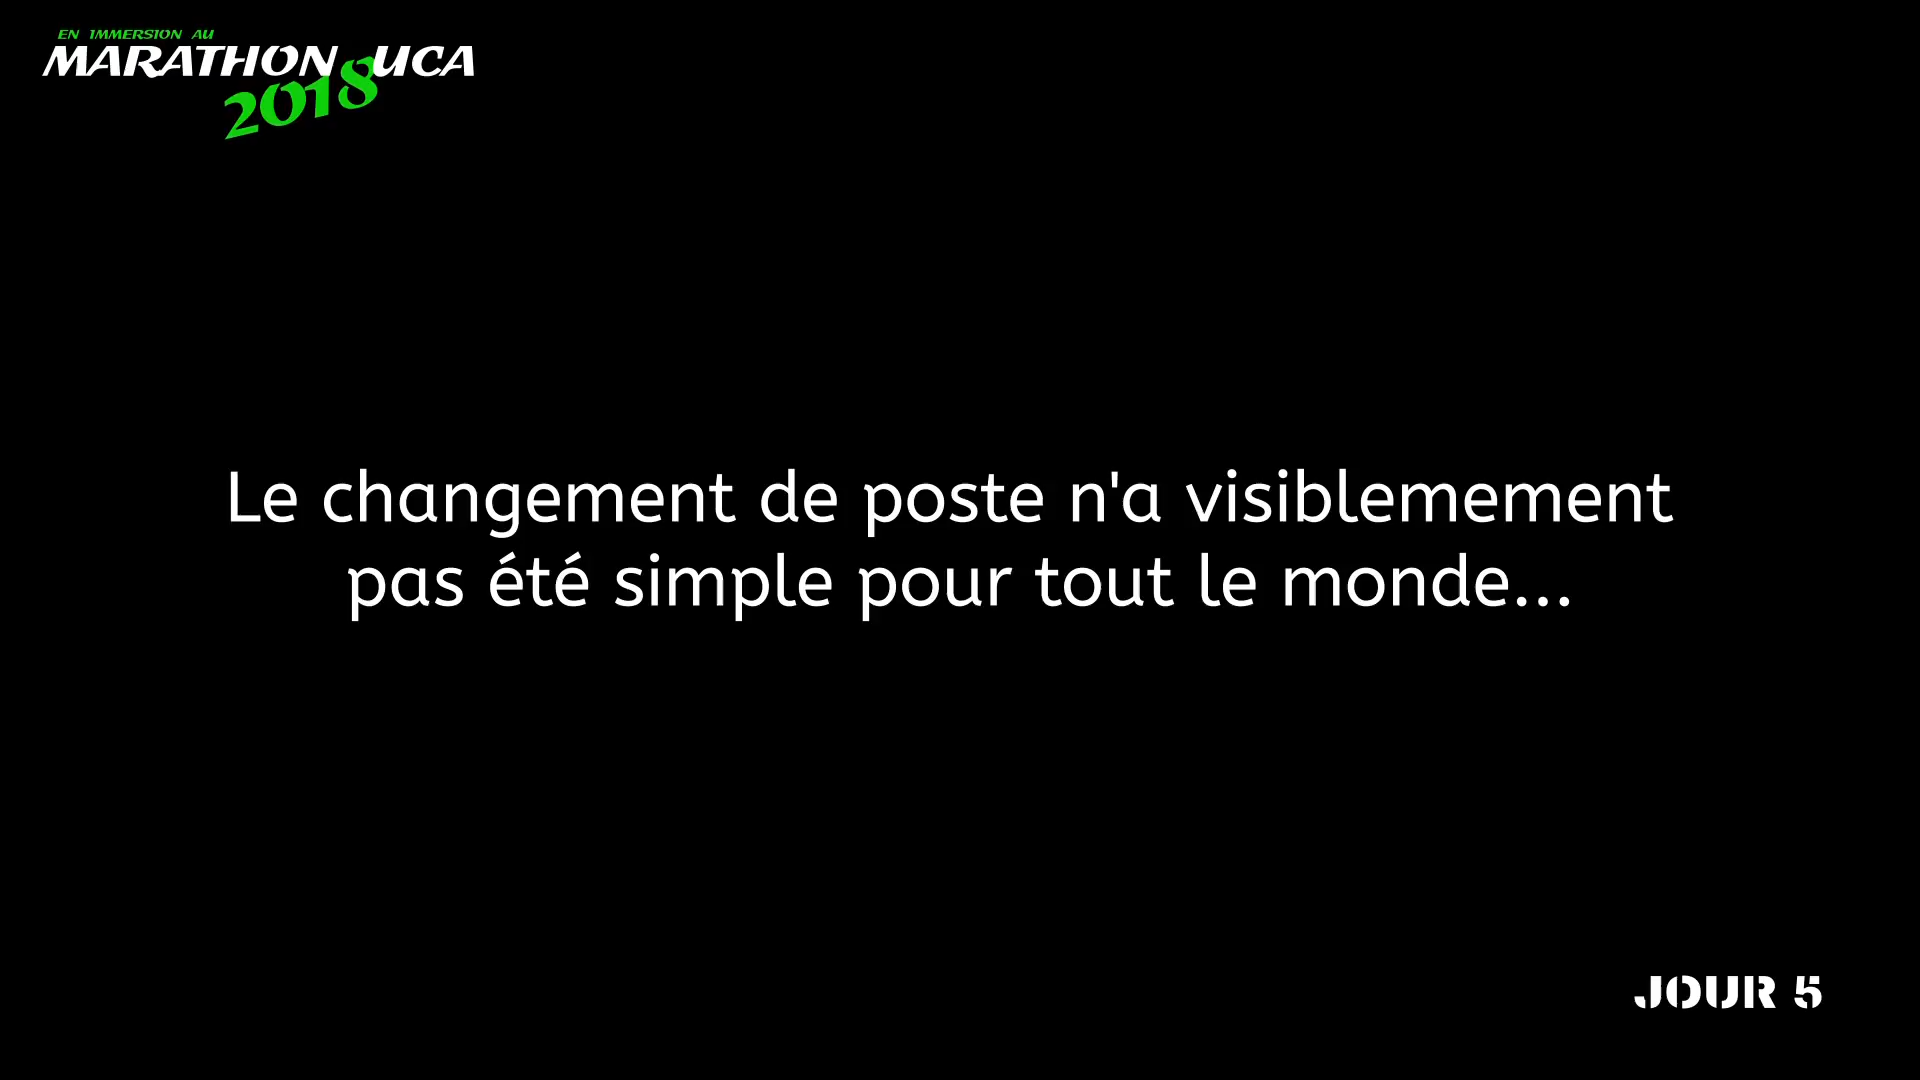 EN IMMERSION AU
MARATHON UCA
2018
Le changement de poste n'a visiblemement
pas été simple pour tout le monde...
JOUR 5